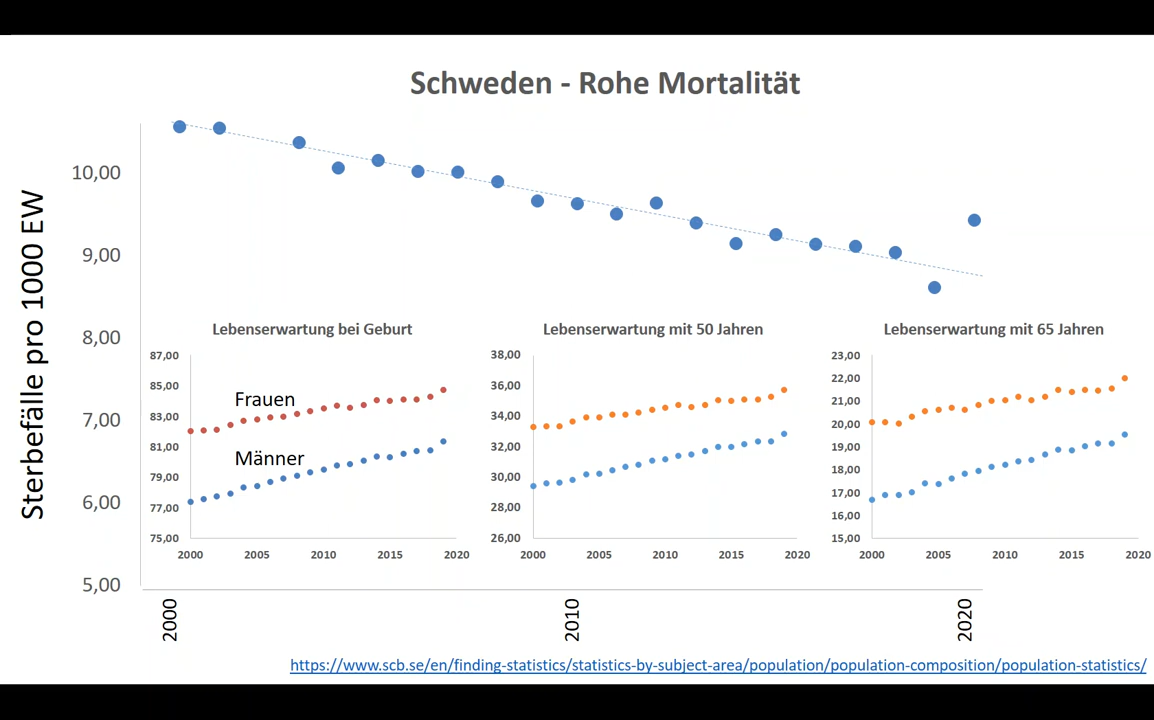 Schweden - Rohe Mortalität
Sterbefälle pro 1000 EW
10,00
9,00
8,00
7,00
6,00
5,00
2000
2010
2020
Lebenserwartung bei Geburt
87,00
85,00
83,00
81,00
79,00
77,00
75,00
Frauen
Männer
2000 2005 2010 2015 2020
Lebenserwartung mit 50 Jahren
38,00
36,00
34,00
32,00
30,00
28,00
26,00
2000 2005 2010 2015 2020
Lebenserwartung mit 65 Jahren
23,00
22,00
21,00
20,00
19,00
18,00
17,00
16,00
15,00
2000 2005 2010 2015 2020
https://www.scb.se/en/finding-statistics/statistics-by-subject-area/population/population-composition/population-statistics/